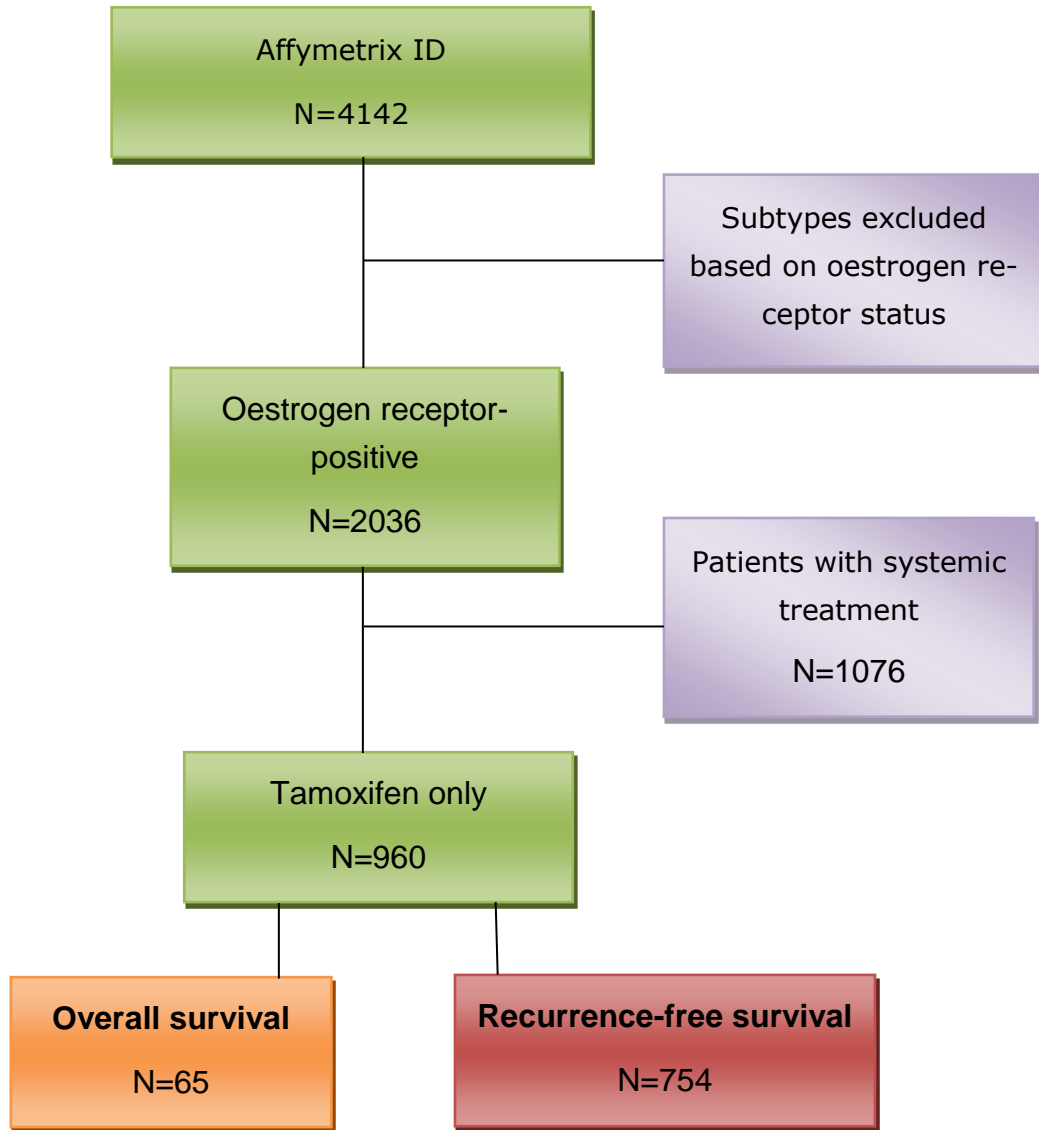 Affymetrix ID
N=4142
Subtypes excluded
based on oestrogen re-
ceptor status
Oestrogen receptor-
positive
N=2036
Patients with systemic
treatment
N=1076
Tamoxifen only
N=960
Overall survival
N=65
Recurrence-free survival
N=754